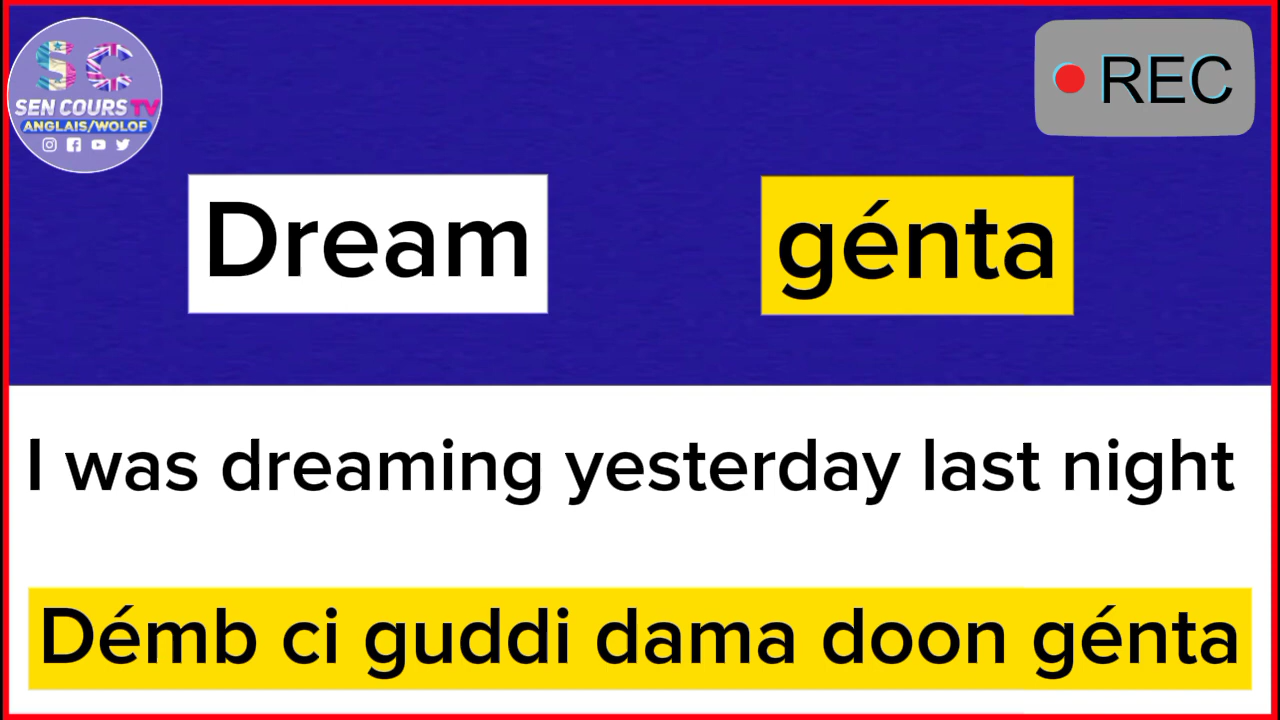 SC
SEN COURS TV
ANGLAIS/WOLOF
REC
Dream
génta
I was dreaming yesterday last night
Démb ci guddi dama doon génta